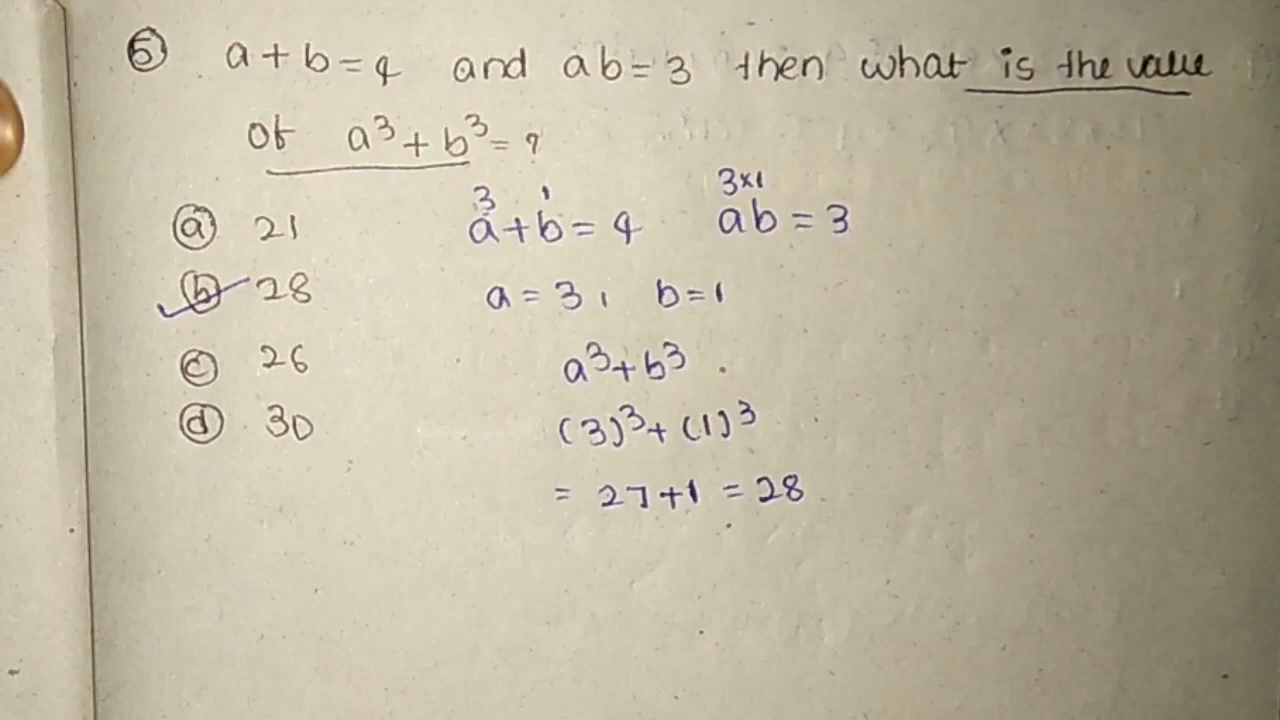 ⑤ a + b = 4 and ab = 3 then what is the value
of a³ + b³ = ?
ⓐ 21
ⓑ 28
ⓒ 26
ⓓ 30
3 1
a + b = 4
3×1
ab = 3
a = 3, b = 1
a³ + b³.
(3)³ + (1)³
= 27 + 1 = 28